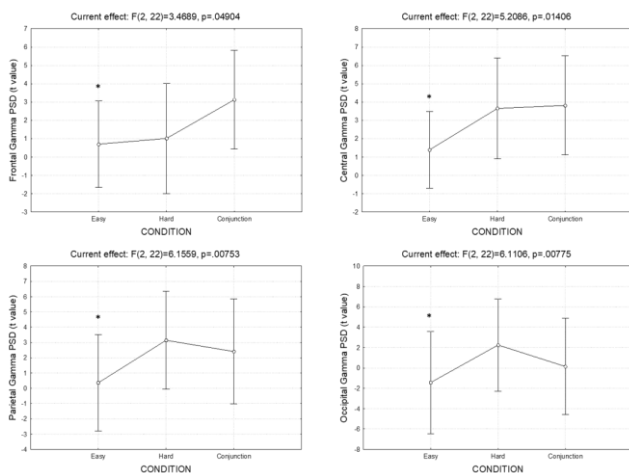 Current effect: F(2, 22)=3.4689, p=.04904
Frontal Gamma PSD (t value)
7
6
5
4
3
2
1
0
-1
-2
-3
*
Easy
Hard
Conjunction
CONDITION
Current effect: F(2, 22)=5.2086, p=.01406
Central Gamma PSD (t value)
8
6
4
2
0
-2
*
Easy
Hard
Conjunction
CONDITION
Current effect: F(2, 22)=6.1559, p=.00753
Parietal Gamma PSD (t value)
8
7
6
5
4
3
2
1
0
-1
-2
-3
-4
*
Easy
Hard
Conjunction
CONDITION
Current effect: F(2, 22)=6.1106, p=.00775
Occipital Gamma PSD (t value)
10
8
6
4
2
0
-2
-4
-6
-8
*
Easy
Hard
Conjunction
CONDITION